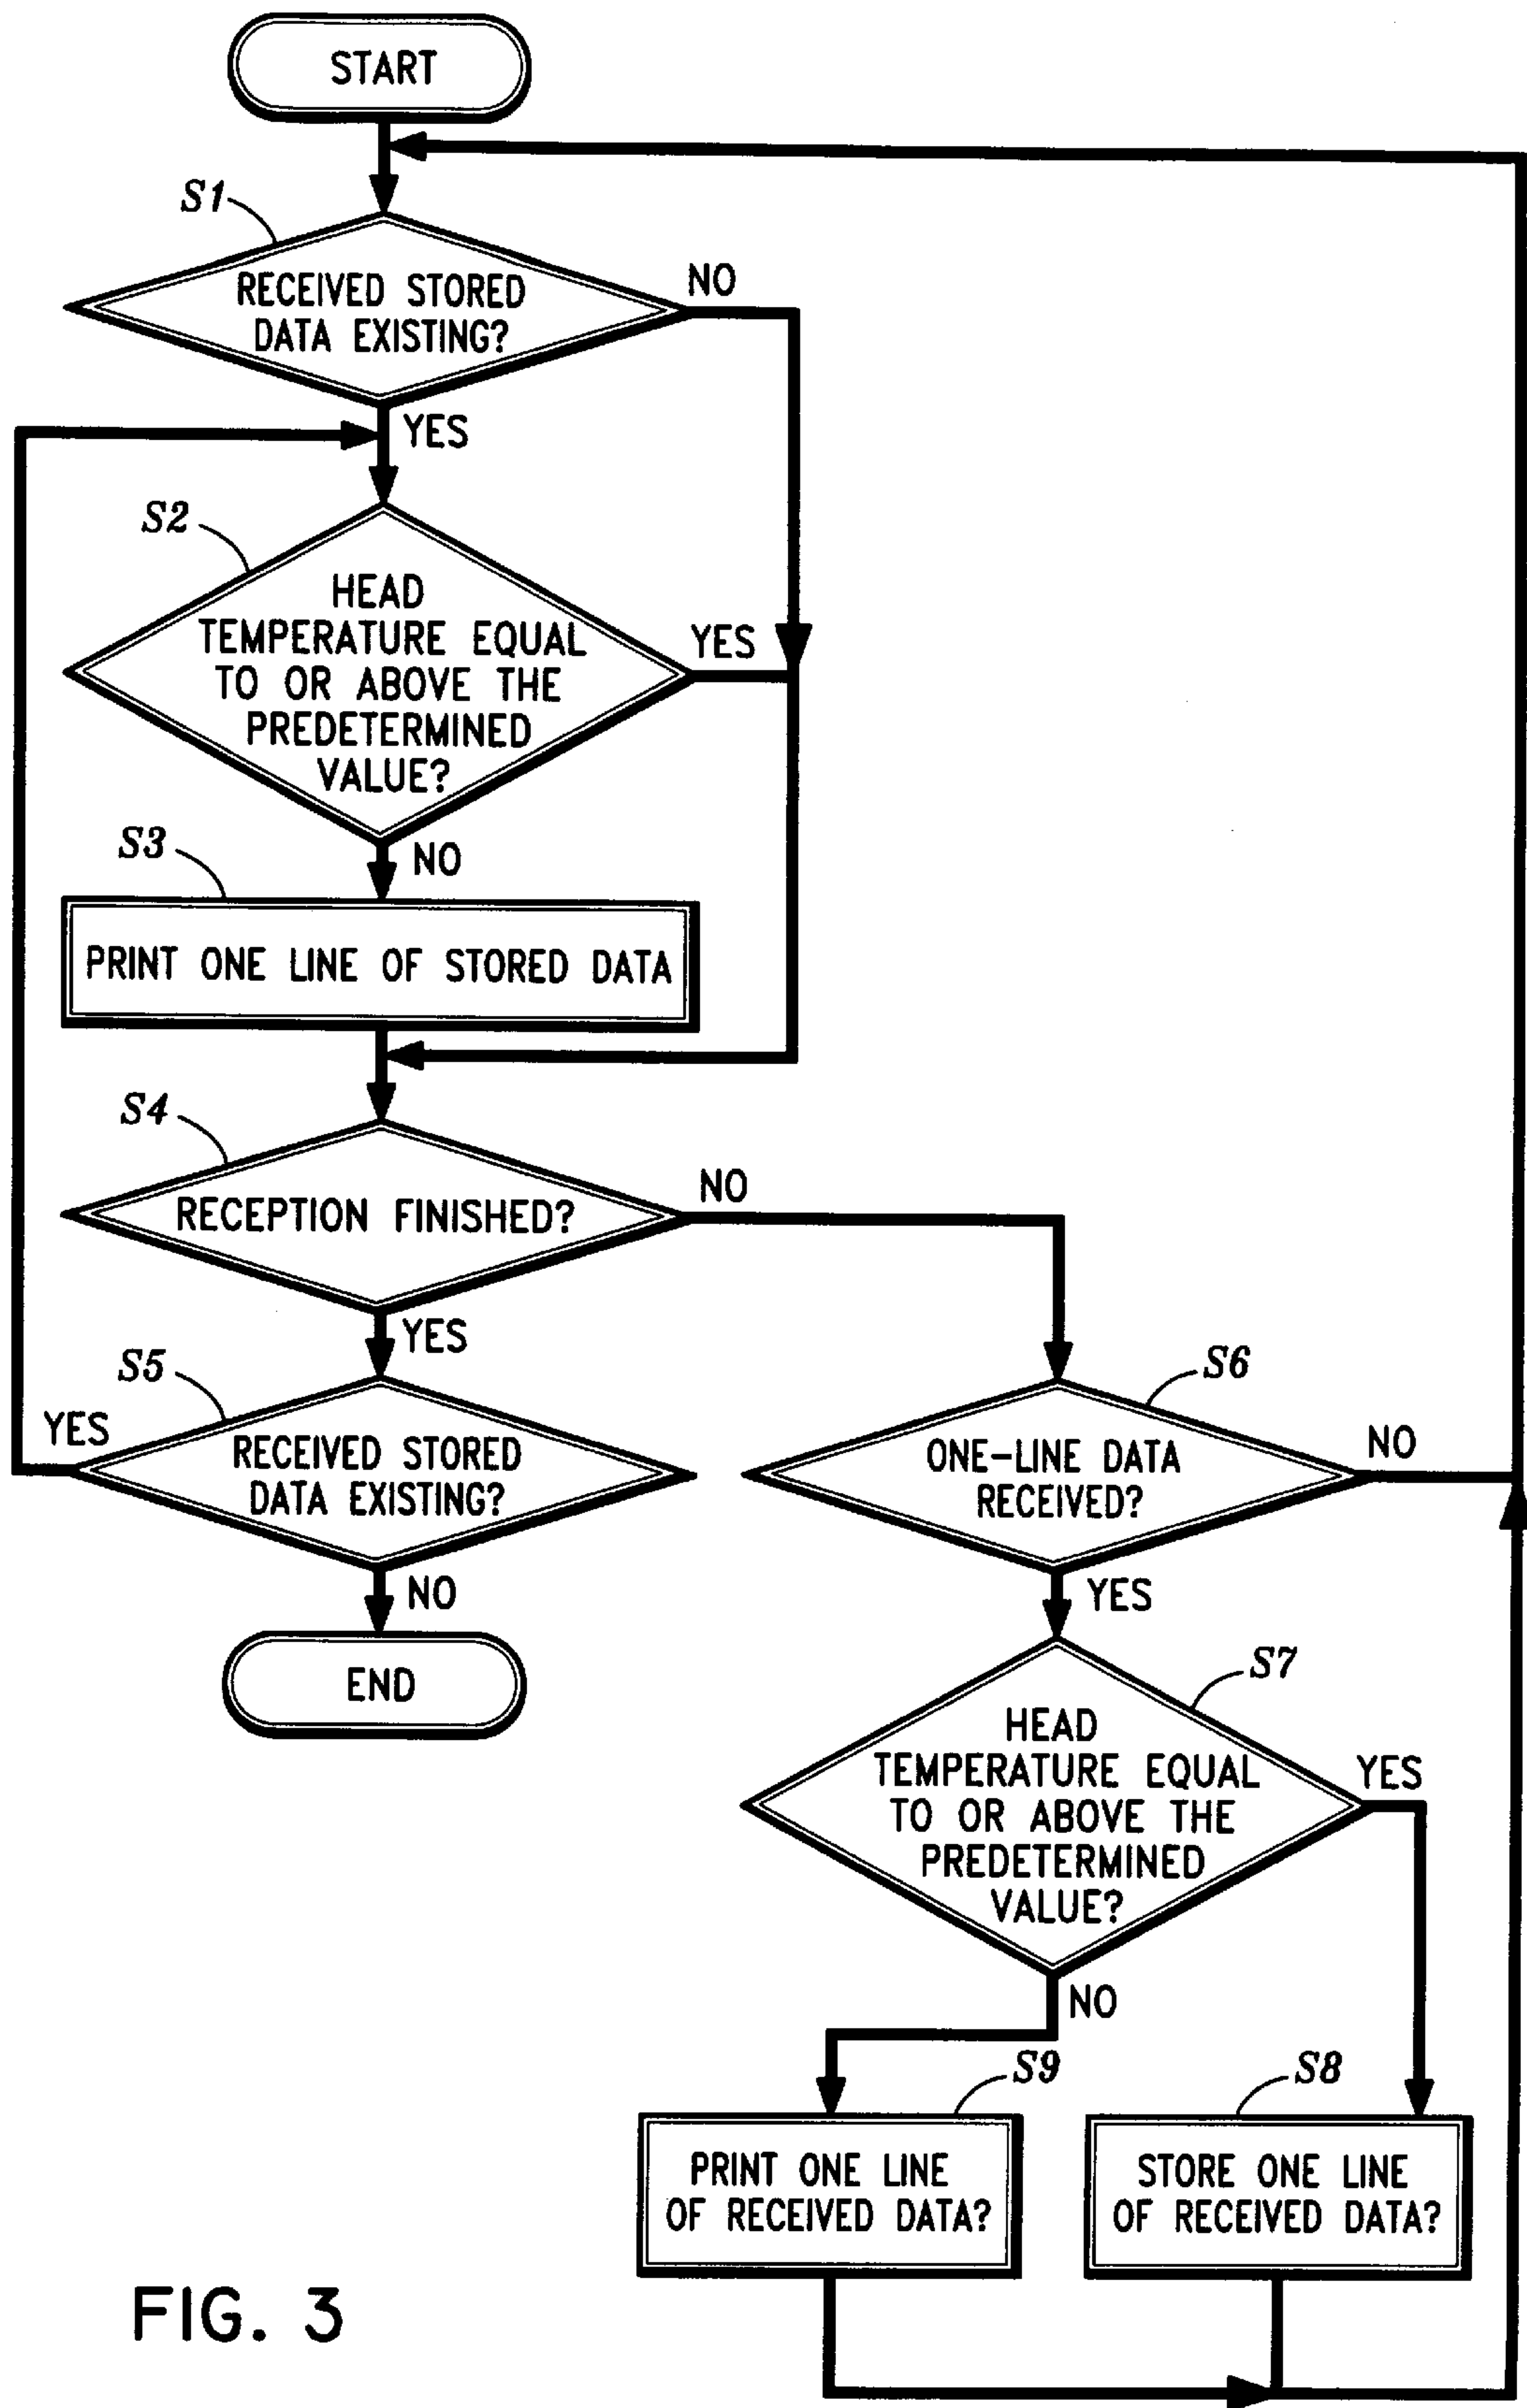 START
S1
RECEIVED STORED
DATA EXISTING?
NO
YES
S2
HEAD
TEMPERATURE EQUAL
TO OR ABOVE THE
PREDETERMINED
VALUE?
YES
NO
S3
PRINT ONE LINE OF STORED DATA
S4
RECEPTION FINISHED?
NO
YES
S5
YES
RECEIVED STORED
DATA EXISTING?
NO
END
S6
ONE-LINE DATA
RECEIVED?
NO
YES
S7
HEAD
TEMPERATURE EQUAL
TO OR ABOVE THE
PREDETERMINED
VALUE?
YES
NO
S9
PRINT ONE LINE
OF RECEIVED DATA?
S8
STORE ONE LINE
OF RECEIVED DATA?
FIG. 3